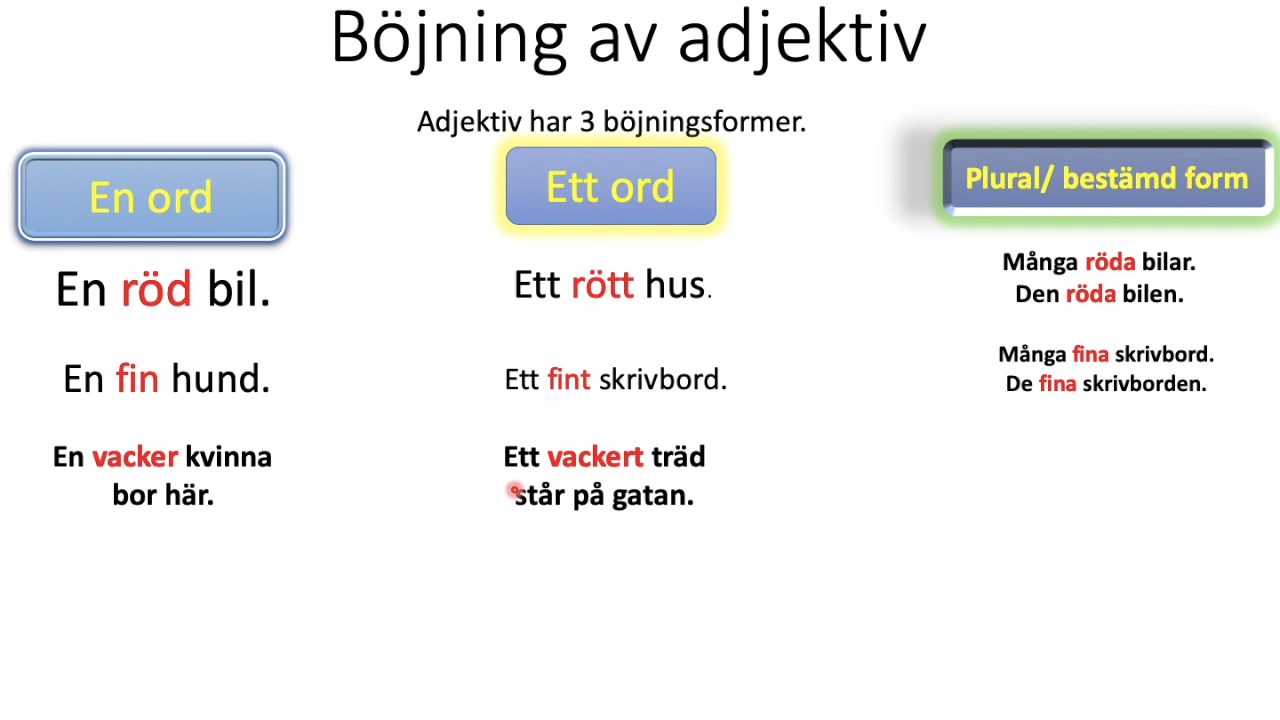 Böjning av adjektiv
Adjektiv har 3 böjningsformer.
En ord
En röd bil.
En fin hund.
En vacker kvinna
bor här.
Ett ord
Ett rött hus.
Ett fint skrivbord.
Ett vackert träd
står på gatan.
Plural/ bestämd form
Många röda bilar.
Den röda bilen.
Många fina skrivbord.
De fina skrivborden.